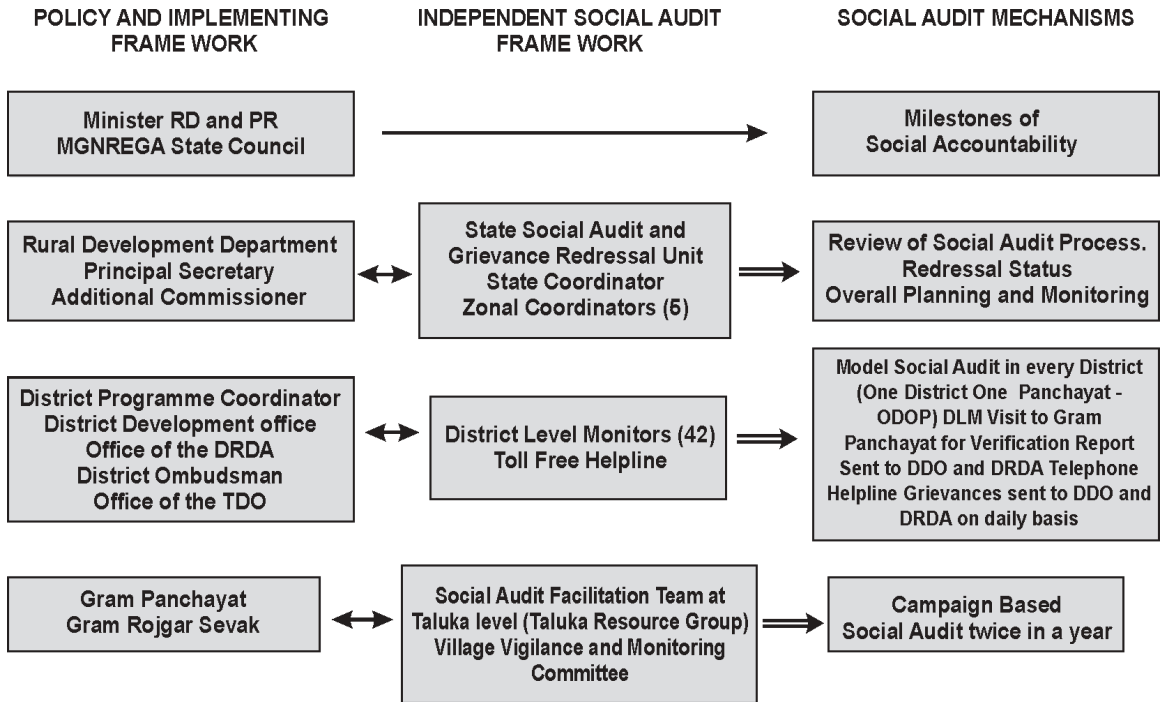 POLICY AND IMPLEMENTING
FRAME WORK
INDEPENDENT SOCIAL AUDIT
FRAME WORK
SOCIAL AUDIT MECHANISMS
Minister RD and PR
MGNREGA State Council
Milestones of
Social Accountability
Rural Development Department
Principal Secretary
Additional Commissioner
State Social Audit and
Grievance Redressal Unit
State Coordinator
Zonal Coordinators (5)
Review of Social Audit Process.
Redressal Status
Overall Planning and Monitoring
District Programme Coordinator
District Development office
Office of the DRDA
District Ombudsman
Office of the TDO
District Level Monitors (42)
Toll Free Helpline
Model Social Audit in every District
(One District One Panchayat -
ODOP) DLM Visit to Gram
Panchayat for Verification Report
Sent to DDO and DRDA Telephone
Helpline Grievances sent to DDO and
DRDA on daily basis
Gram Panchayat
Gram Rojgar Sevak
Social Audit Facilitation Team at
Taluka level (Taluka Resource Group)
Village Vigilance and Monitoring
Committee
Campaign Based
Social Audit twice in a year